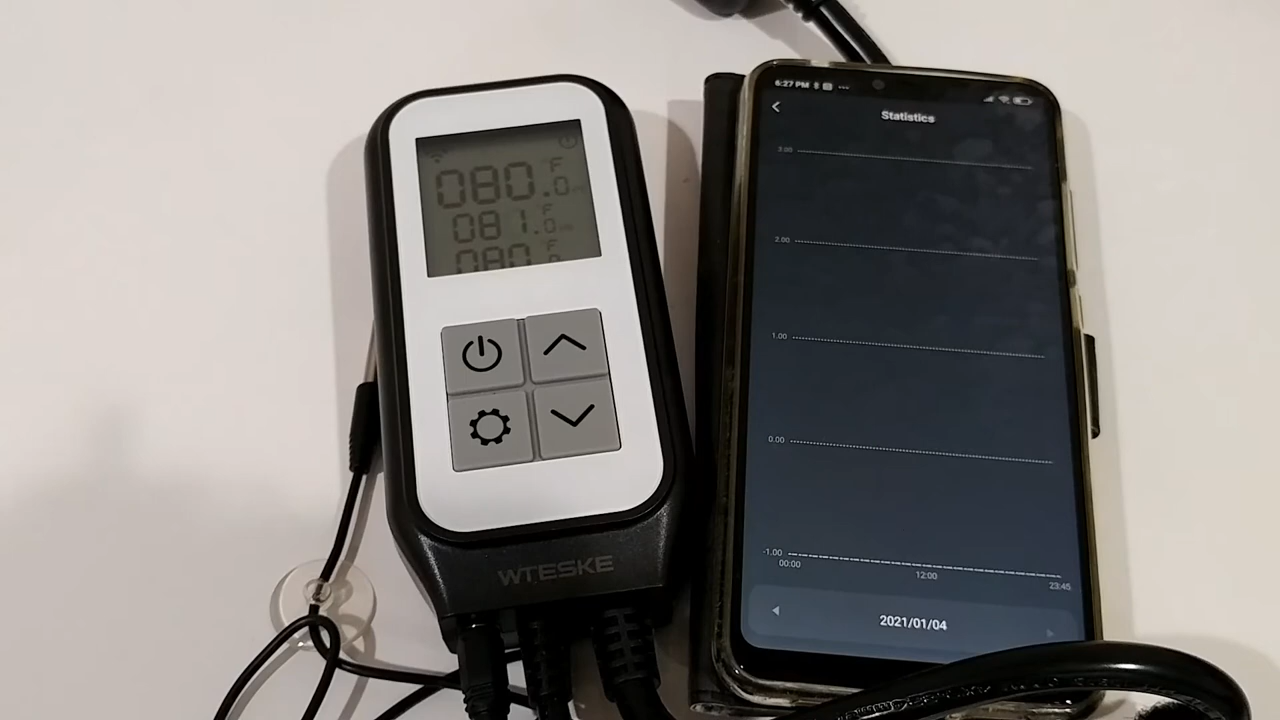 080.0 F
081.0 F
080. F
WTESKE
6:27 PM
Statistics
3.00
2.00
1.00
0.00
-1.00
00:00
12:00
23:45
2021/01/04